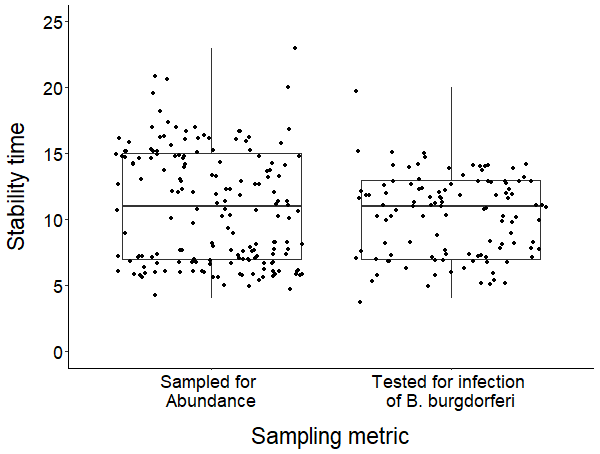 25
20
15
10
5
0
Stability time
Sampled for
Abundance
Tested for infection
of B. burgdorferi
Sampling metric